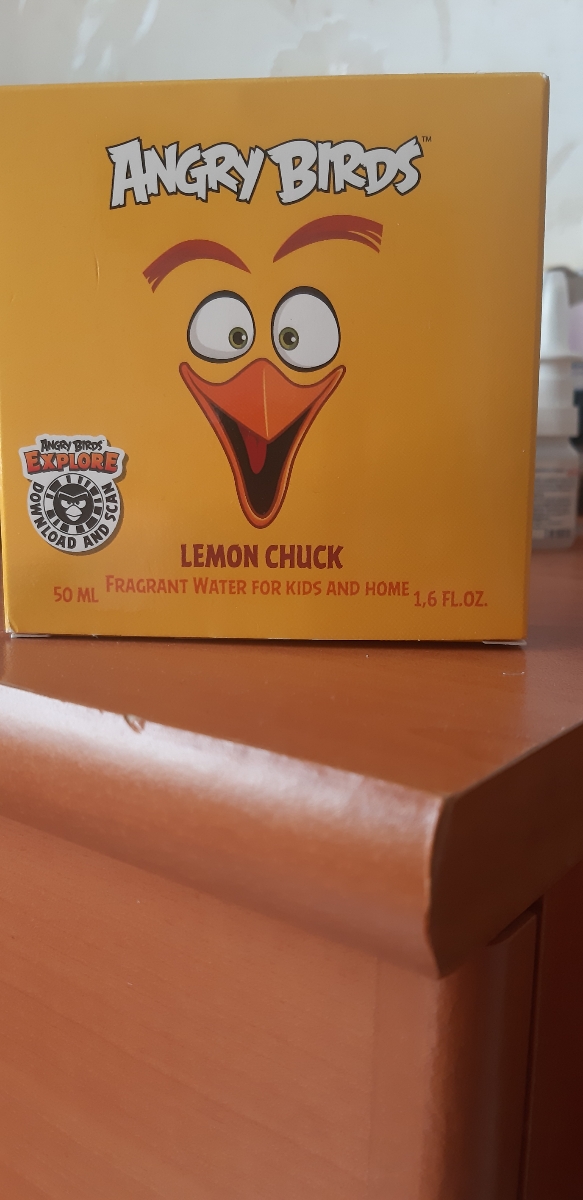 ANGRY BIRDS™
ANGRY BIRDS
EXPLORE
DOWNLOAD AND SCAN
LEMON CHUCK
50 ML FRAGRANT WATER FOR KIDS AND HOME 1,6 FL.OZ.